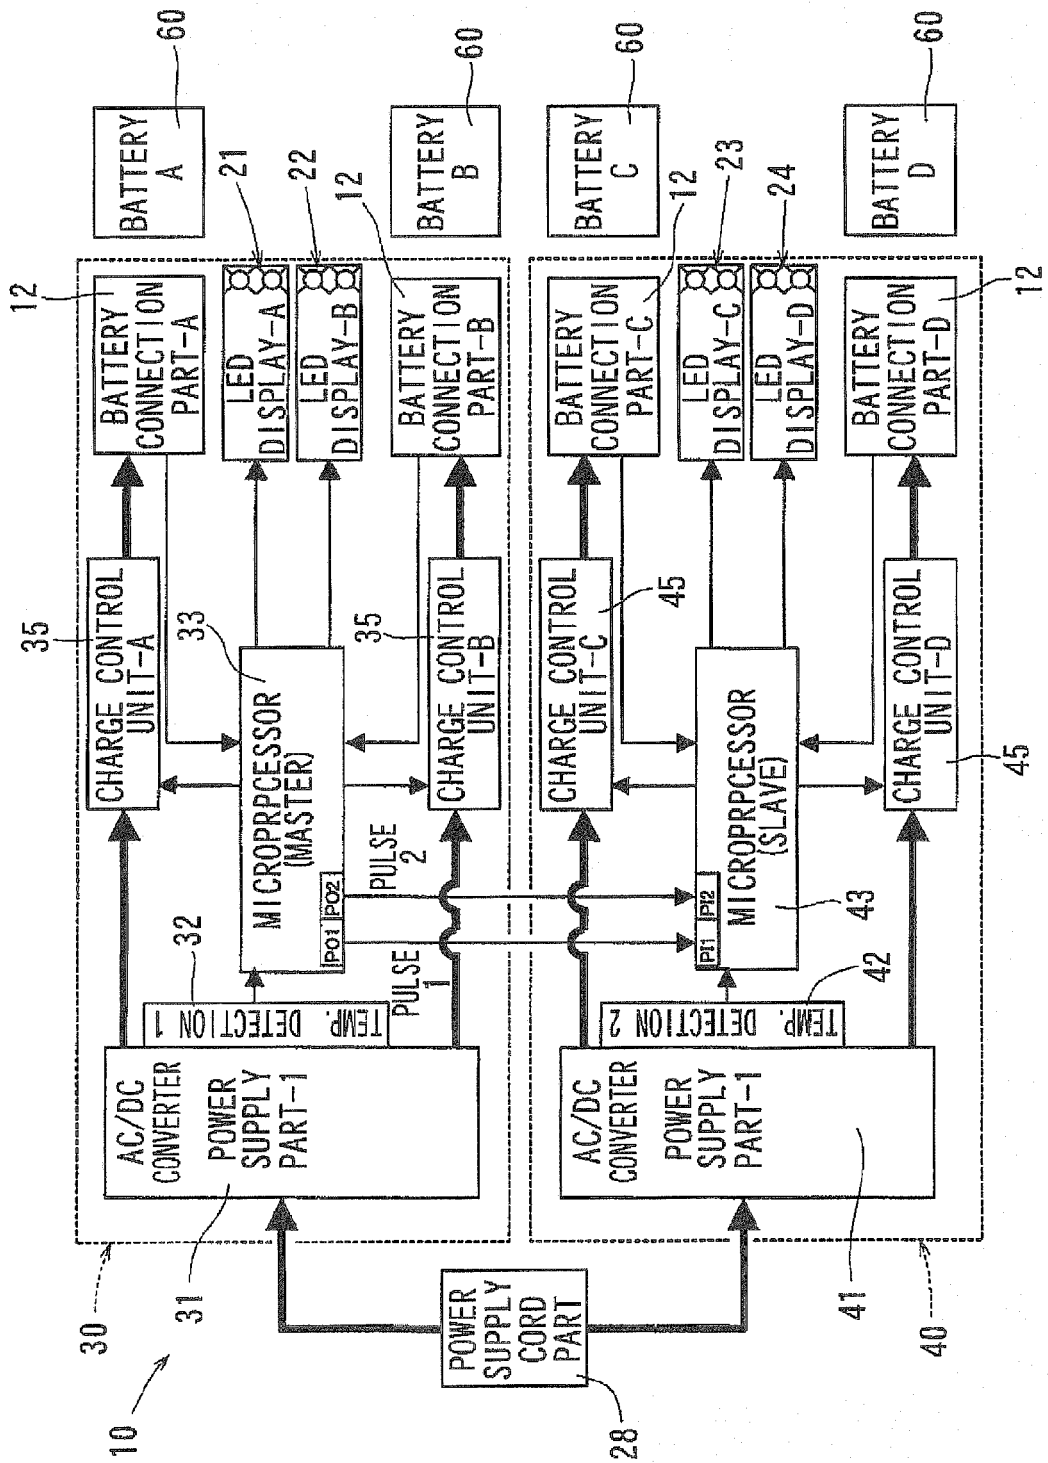 10
30
31
AC/DC
CONVERTER
POWER
SUPPLY
PART-1
TEMP. DETECTION 1
32
CHARGE CONTROL
UNIT-A
35
BATTERY
CONNECTION
PART-A
12
BATTERY
A
60
MICROPRPCESSOR
(MASTER)
33
PO1
PO2
LED
DISPLAY-A
21
LED
DISPLAY-B
22
PULSE
1
PULSE
2
CHARGE CONTROL
UNIT-B
35
BATTERY
CONNECTION
PART-B
12
BATTERY
B
60
POWER
SUPPLY
CORD
PART
28
40
41
AC/DC
CONVERTER
POWER
SUPPLY
PART-1
TEMP. DETECTION 2
42
CHARGE CONTROL
UNIT-C
45
BATTERY
CONNECTION
PART-C
12
BATTERY
C
60
PI1
PI2
MICROPRPCESSOR
(SLAVE)
43
LED
DISPLAY-C
23
LED
DISPLAY-D
24
CHARGE CONTROL
UNIT-D
45
BATTERY
CONNECTION
PART-D
12
BATTERY
D
60